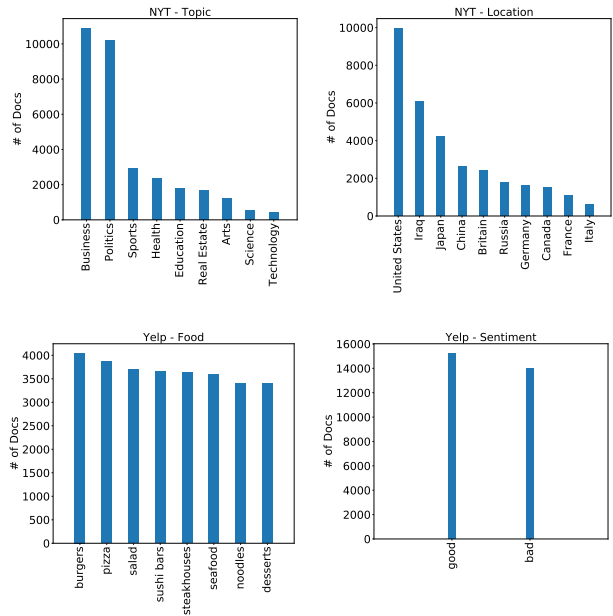 NYT - Topic
# of Docs
10000
8000
6000
4000
2000
0
Business
Politics
Sports
Health
Education
Real Estate
Arts
Science
Technology
NYT - Location
# of Docs
10000
8000
6000
4000
2000
0
United States
Iraq
Japan
China
Britain
Russia
Germany
Canada
France
Italy
Yelp - Food
# of Docs
4000
3500
3000
2500
2000
1500
1000
500
0
burgers
pizza
salad
sushi bars
steakhouses
seafood
noodles
desserts
Yelp - Sentiment
# of Docs
16000
14000
12000
10000
8000
6000
4000
2000
0
good
bad